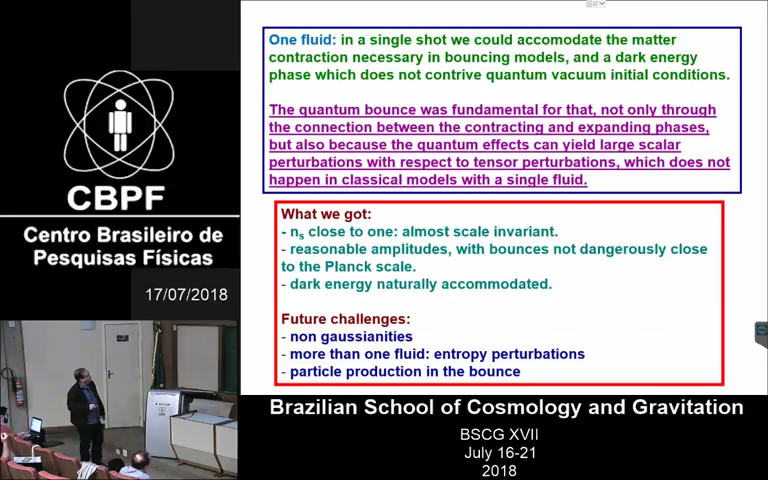 One fluid: in a single shot we could accomodate the matter
contraction necessary in bouncing models, and a dark energy
phase which does not contrive quantum vacuum initial conditions.
The quantum bounce was fundamental for that, not only through
the connection between the contracting and expanding phases,
but also because the quantum effects can yield large scalar
perturbations with respect to tensor perturbations, which does not
happen in classical models with a single fluid.
What we got:
- ns close to one: almost scale invariant.
- reasonable amplitudes, with bounces not dangerously close
to the Planck scale.
- dark energy naturally accommodated.
Future challenges:
- non gaussianities
- more than one fluid: entropy perturbations
- particle production in the bounce
CBPF
Centro Brasileiro de
Pesquisas Físicas
17/07/2018
Brazilian School of Cosmology and Gravitation
BSCG XVII
July 16-21
2018